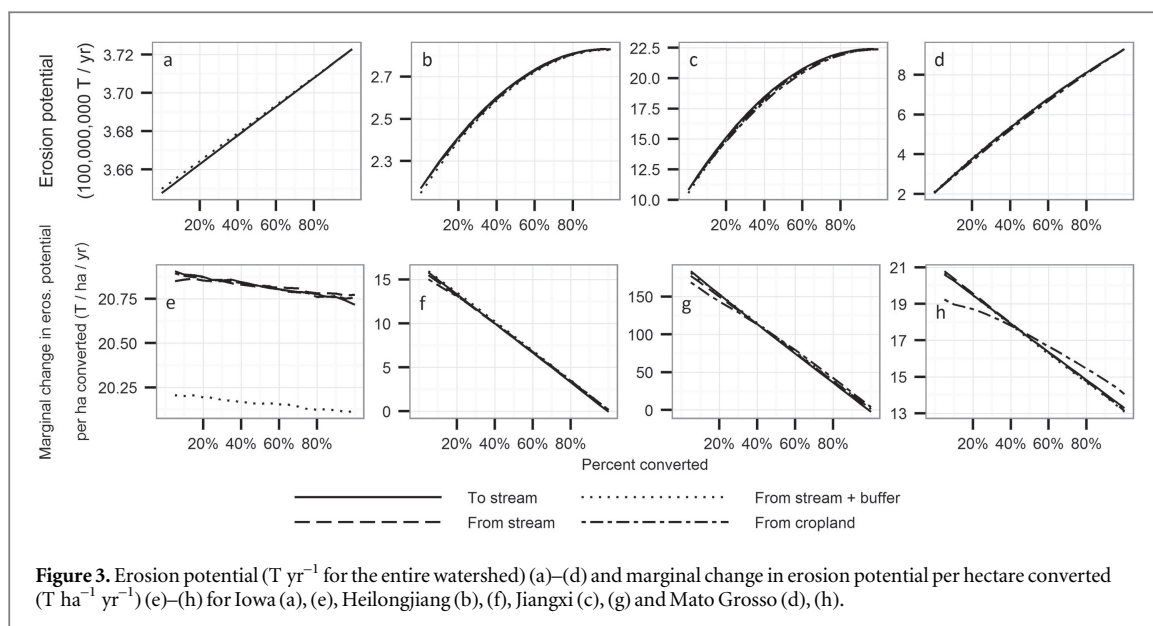 Erosion potential
(100,000,000 T / yr)
3.72
3.70
3.68
3.66
a
20% 40% 60% 80%
2.7
2.5
2.3
b
20% 40% 60% 80%
22.5
20.0
17.5
15.0
12.5
10.0
c
20% 40% 60% 80%
8
6
4
2
d
20% 40% 60% 80%
Marginal change in eros. potential
per ha converted (T / ha / yr)
20.75
20.50
20.25
e
20% 40% 60% 80%
15
10
5
0
f
20% 40% 60% 80%
150
100
50
0
g
20% 40% 60% 80%
21
19
17
15
13
h
20% 40% 60% 80%
Percent converted
To stream
From stream + buffer
From stream
From cropland
Figure 3. Erosion potential (T yr⁻¹ for the entire watershed) (a)–(d) and marginal change in erosion potential per hectare converted
(T ha⁻¹ yr⁻¹) (e)–(h) for Iowa (a), (e), Heilongjiang (b), (f), Jiangxi (c), (g) and Mato Grosso (d), (h).